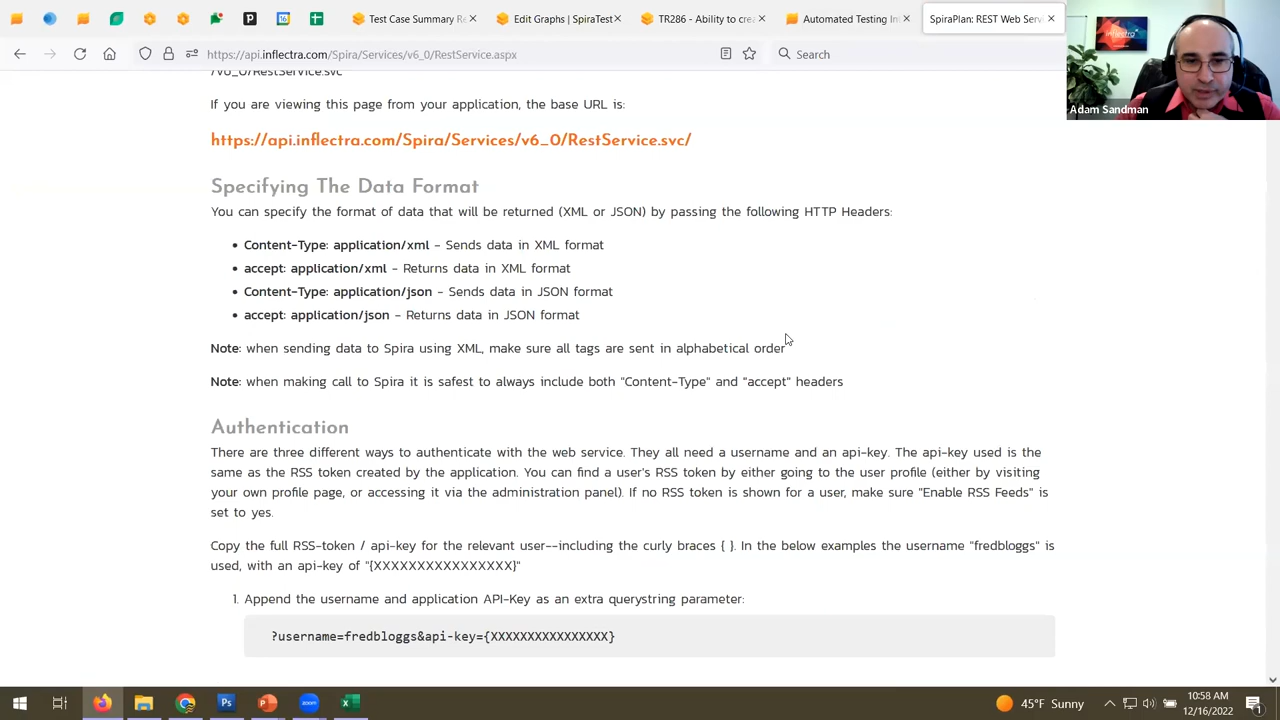 Test Case Summary Re
Edit Graphs | SpiraTest
TR286 - Ability to crea
Automated Testing In
SpiraPlan: REST Web Serv
https://api.inflectra.com/Spira/Services/v6_0/RestService.aspx
Search
inflectra
Adam Sandman
/v6_0/RestService.svc
If you are viewing this page from your application, the base URL is:
https://api.inflectra.com/Spira/Services/v6_0/RestService.svc/
Specifying The Data Format
You can specify the format of data that will be returned (XML or JSON) by passing the following HTTP Headers:
• Content-Type: application/xml - Sends data in XML format
• accept: application/xml - Returns data in XML format
• Content-Type: application/json - Sends data in JSON format
• accept: application/json - Returns data in JSON format
Note: when sending data to Spira using XML, make sure all tags are sent in alphabetical order
Note: when making call to Spira it is safest to always include both "Content-Type" and "accept" headers
Authentication
There are three different ways to authenticate with the web service. They all need a username and an api-key. The api-key used is the
same as the RSS token created by the application. You can find a user's RSS token by either going to the user profile (either by visiting
your own profile page, or accessing it via the administration panel). If no RSS token is shown for a user, make sure "Enable RSS Feeds" is
set to yes.
Copy the full RSS-token / api-key for the relevant user--including the curly braces { }. In the below examples the username "fredbloggs" is
used, with an api-key of "{XXXXXXXXXXXXXXXX}"
1. Append the username and application API-Key as an extra querystring parameter:
?username=fredbloggs&api-key={XXXXXXXXXXXXXXXX}
45°F Sunny
10:58 AM
12/16/2022